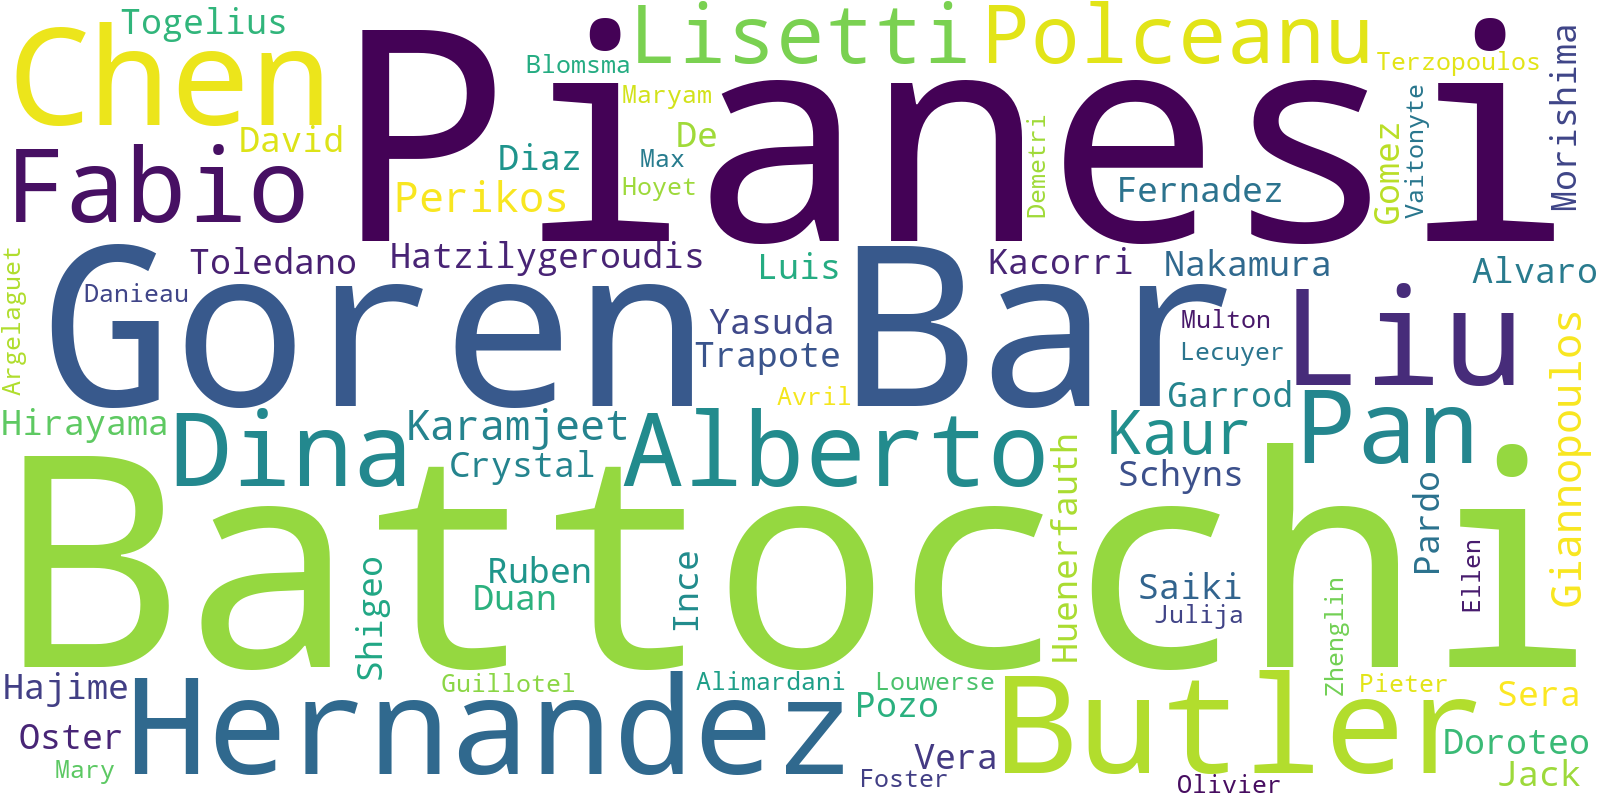 Togelius
Chen
Pianesi
Lisetti
Polceanu
Blomsma
Terzopoulos
Morishima
Maryam
David
De
Demetri
Gomez
Vaitonyte
Fabio
Diaz
Max
Perikos
Hoyet
Fernadez
Argelaguet
Toledano
Hatzilygeroudis
Luis
Kacorri
Nakamura
Alvaro
Danieau
Goren Bar
Liu
Yasuda
Multon
Trapote
Lecuyer
Giannopoulos
Avril
Garrod
Hirayama
Dina
Karamjeet
Alberto
Kaur
Pan
Crystal
Schyns
Huenerfauth
Pardo
Battocchi
Shigeo
Ruben
Duan
Ince
Saiki
Julija
Ellen
Zhenglin
Hajime
Hernandez
Guillotel
Alimardani
Louwerse
Pozo
Butler
Pieter
Sera
Oster
Vera
Doroteo
Mary
Foster
Olivier
Jack